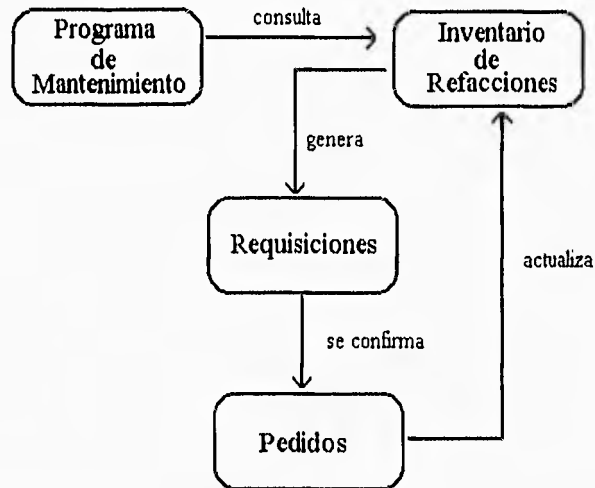 Programa
de
Mantenimiento
consulta
Inventario
de
Refacciones
genera
Requisiciones
actualiza
se confirma
Pedidos